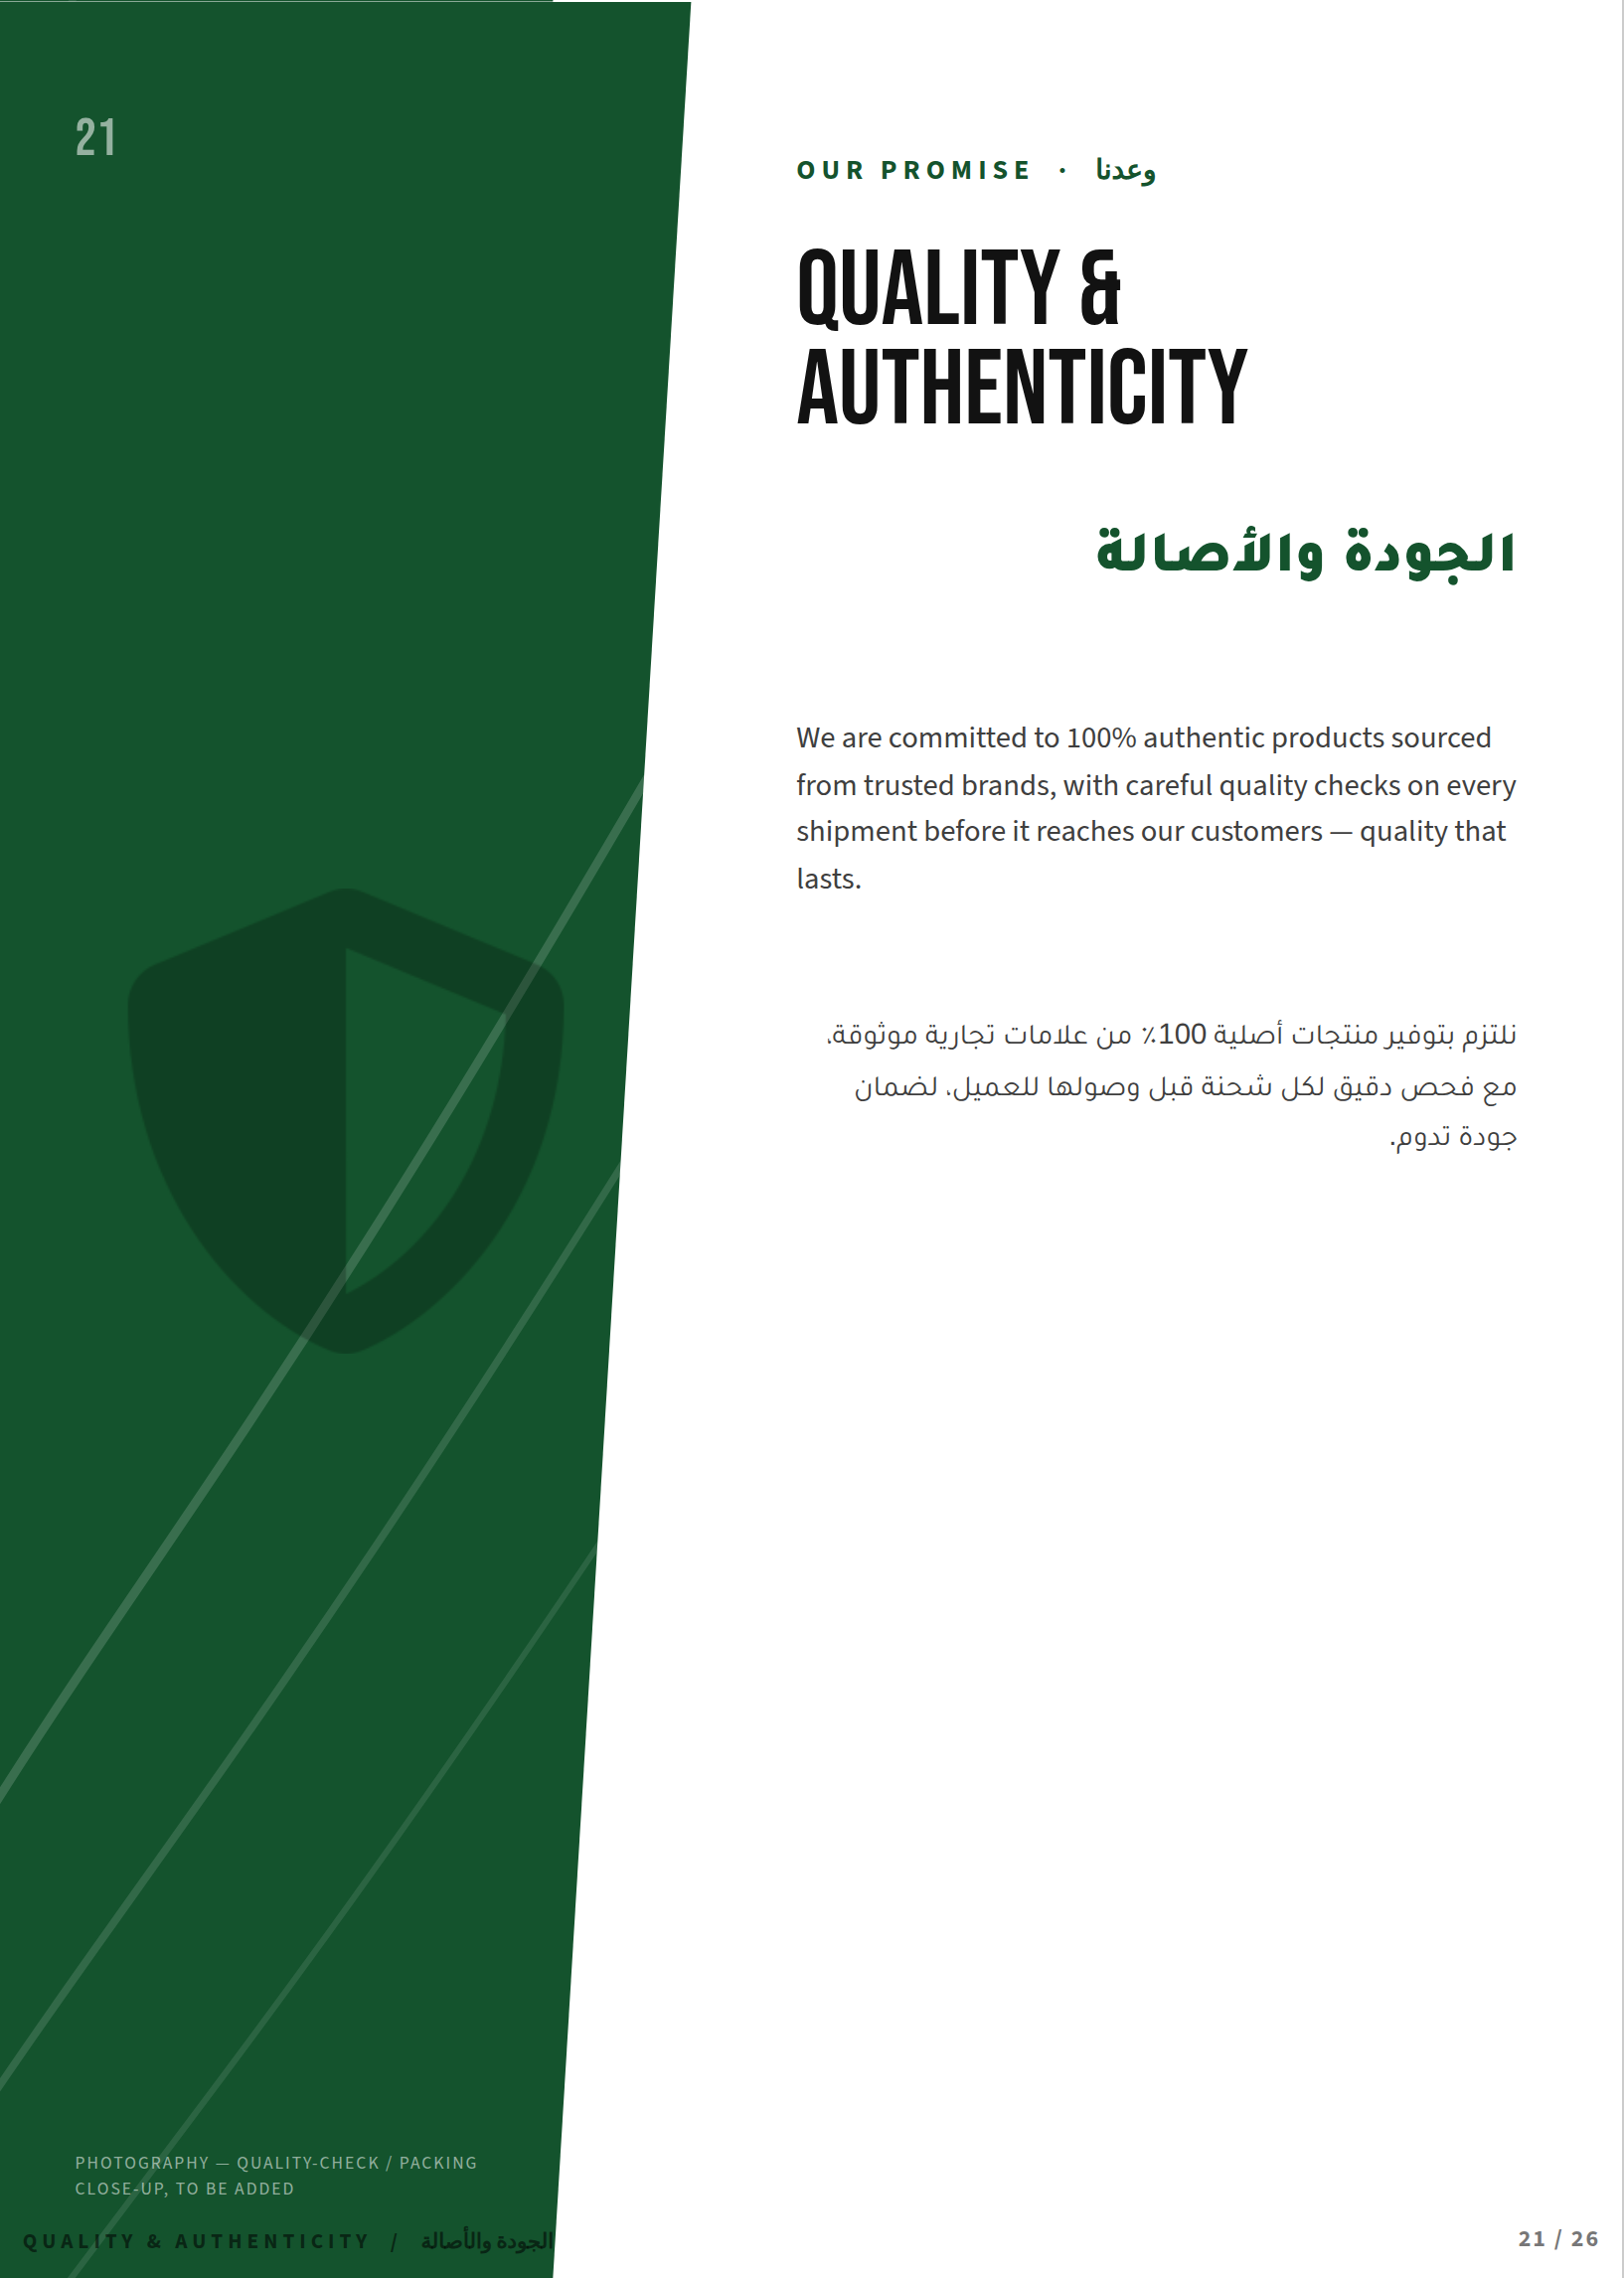 21
OUR PROMISE · وعدنا
QUALITY &
AUTHENTICITY
الجودة والأصالة
We are committed to 100% authentic products sourced
from trusted brands, with careful quality checks on every
shipment before it reaches our customers — quality that
lasts.
نلتزم بتوفير منتجات أصلية 100٪ من علامات تجارية موثوقة،
مع فحص دقيق لكل شحنة قبل وصولها للعميل، لضمان
جودة تدوم.
PHOTOGRAPHY — QUALITY-CHECK / PACKING
CLOSE-UP, TO BE ADDED
QUALITY & AUTHENTICITY / الجودة والأصالة
21 / 26